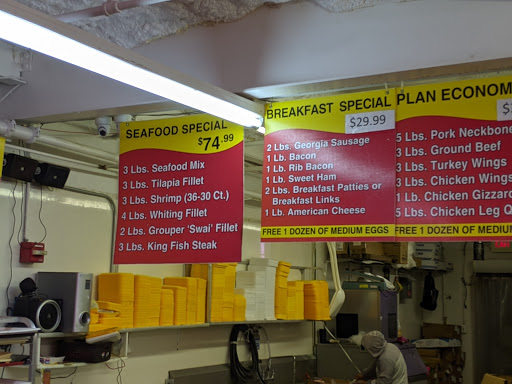 SEAFOOD SPECIAL
$74.99
3 Lbs. Seafood Mix
3 Lbs. Tilapia Fillet
3 Lbs. Shrimp (36-30 Ct.)
4 Lbs. Whiting Fillet
2 Lbs. Grouper 'Swai' Fillet
3 Lbs. King Fish Steak
BREAKFAST SPECIAL
$29.99
2 Lbs. Georgia Sausage
1 Lb. Bacon
1 Lb. Rib Bacon
1 Lb. Sweet Ham
2 Lbs. Breakfast Patties or
Breakfast Links
1 Lb. American Cheese
FREE 1 DOZEN OF MEDIUM EGGS
PLAN ECONOM
5 Lbs. Pork Neckbone
3 Lbs. Ground Beef
3 Lbs. Turkey Wings
3 Lbs. Chicken Wings
1 Lb. Chicken Gizzard
5 Lbs. Chicken Leg Q
FREE 1 DOZEN OF MEDIU